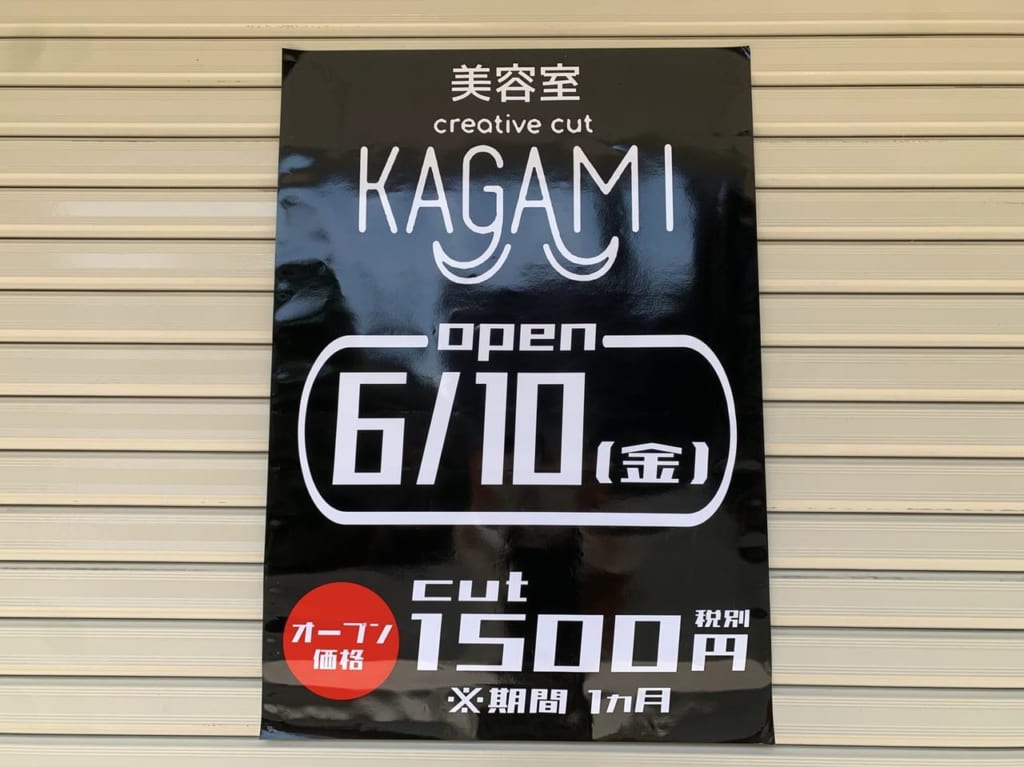 美容室
creative cut
KAGAMI
open
6/10(金)
オープン
価格
cut
1500円
税別
※期間 1ヵ月